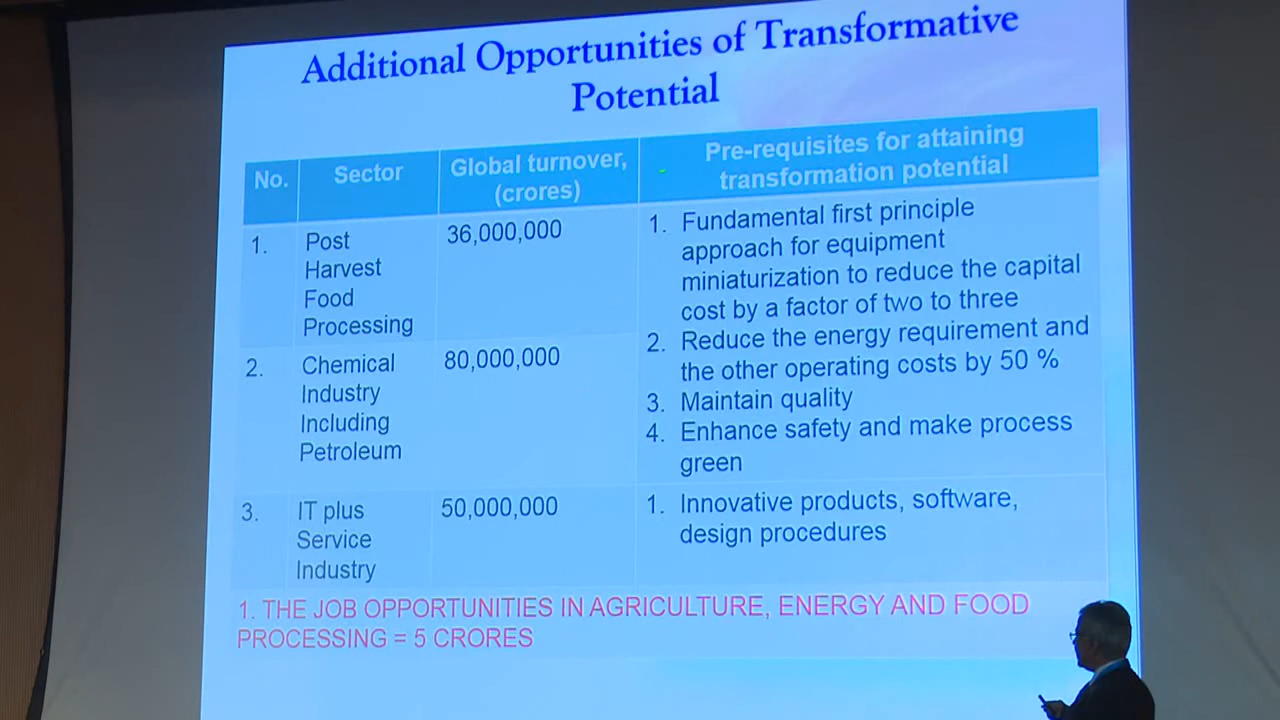 Additional Opportunities of Transformative
Potential
No.
Sector
Global turnover,
(crores)
Pre-requisites for attaining
transformation potential
1.
Post
Harvest
Food
Processing
36,000,000
1. Fundamental first principle
approach for equipment
miniaturization to reduce the capital
cost by a factor of two to three
2. Reduce the energy requirement and
the other operating costs by 50 %
3. Maintain quality
4. Enhance safety and make process
green
2.
Chemical
Industry
Including
Petroleum
80,000,000
3.
IT plus
Service
Industry
50,000,000
1. Innovative products, software,
design procedures
1. THE JOB OPPORTUNITIES IN AGRICULTURE, ENERGY AND FOOD
PROCESSING = 5 CRORES